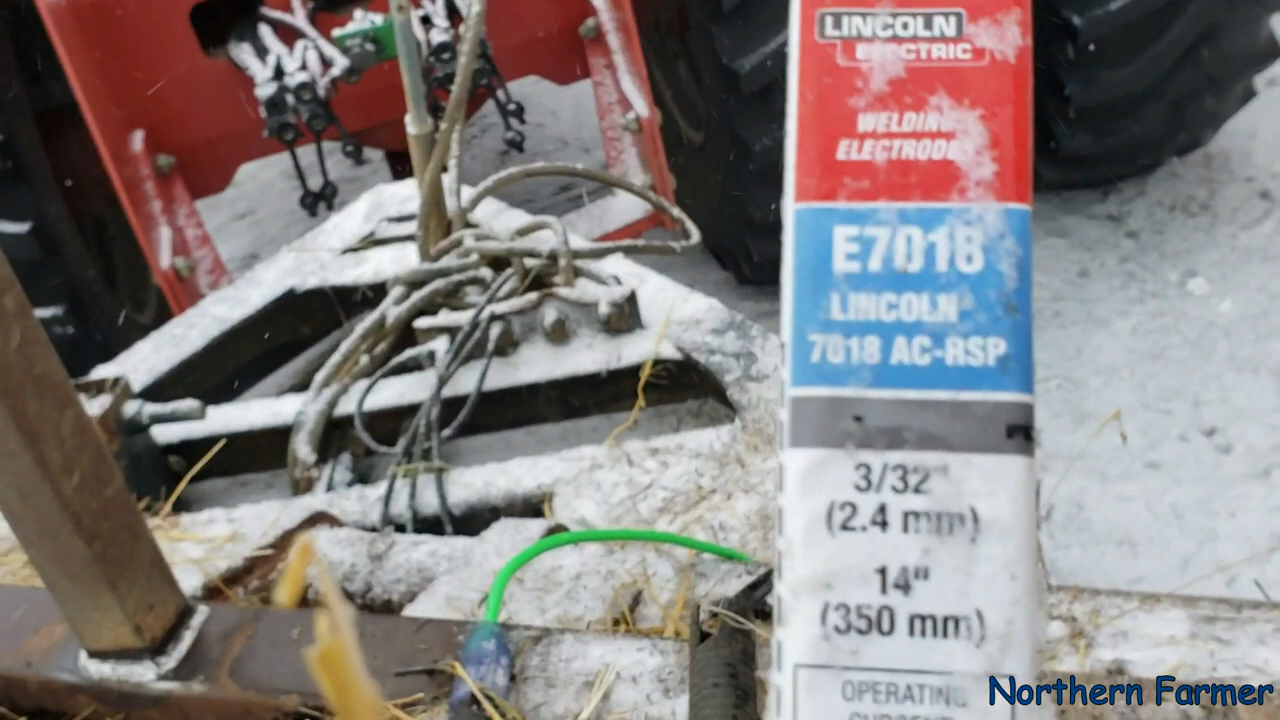 LINCOLN
ELECTRIC
WELDING
ELECTRODE
E7018
LINCOLN
7018 AC-RSP
3/32"
(2.4 mm)
14"
(350 mm)
OPERATING
CURRENT
Northern Farmer